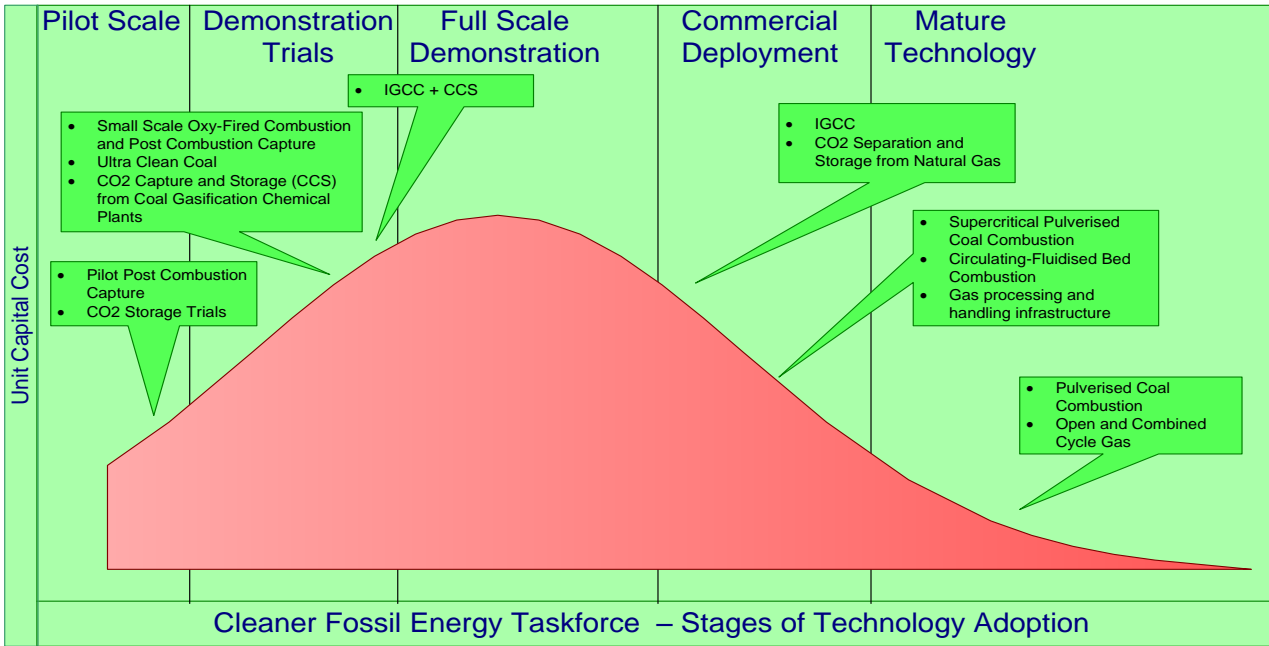 Pilot Scale
Demonstration
Trials
Full Scale
Demonstration
Commercial
Deployment
Mature
Technology
• IGCC + CCS
• Small Scale Oxy-Fired Combustion
and Post Combustion Capture
• Ultra Clean Coal
• CO2 Capture and Storage (CCS)
from Coal Gasification Chemical
Plants
• IGCC
• CO2 Separation and
Storage from Natural Gas
• Pilot Post Combustion
Capture
• CO2 Storage Trials
• Supercritical Pulverised
Coal Combustion
• Circulating-Fluidised Bed
Combustion
• Gas processing and
handling infrastructure
• Pulverised Coal
Combustion
• Open and Combined
Cycle Gas
Unit Capital Cost
Cleaner Fossil Energy Taskforce – Stages of Technology Adoption